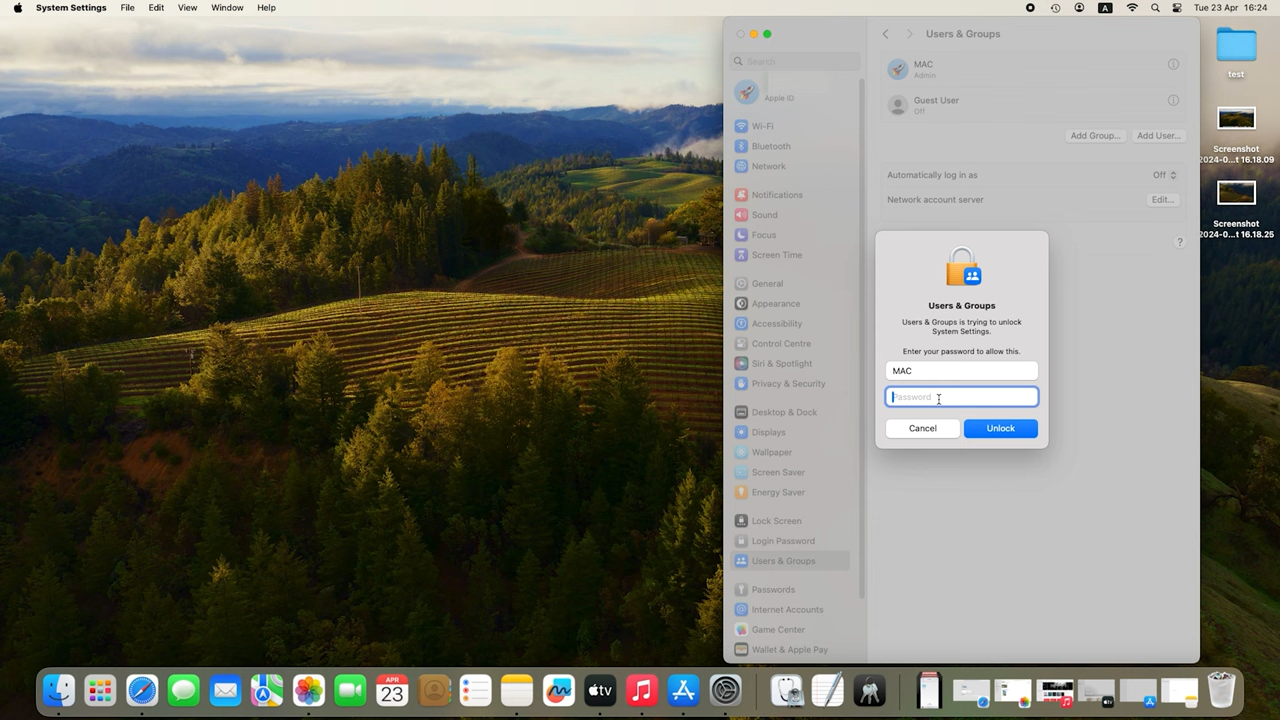 System Settings File Edit View Window Help
A Tue 23 Apr 16:24
Search
Apple ID
Wi-Fi
Bluetooth
Network
Notifications
Sound
Focus
Screen Time
General
Appearance
Accessibility
Control Centre
Siri & Spotlight
Privacy & Security
Desktop & Dock
Displays
Wallpaper
Screen Saver
Energy Saver
Lock Screen
Login Password
Users & Groups
Passwords
Internet Accounts
Game Center
Wallet & Apple Pay
Users & Groups
MAC
Admin
Guest User
Off
Add Group... Add User...
Automatically log in as Off
Network account server Edit...
?
Users & Groups
Users & Groups is trying to unlock
System Settings.
Enter your password to allow this.
MAC
Password
Cancel Unlock
test
Screenshot
2024-0...t 16.18.09
Screenshot
2024-0...t 16.18.25
APR
23
tv